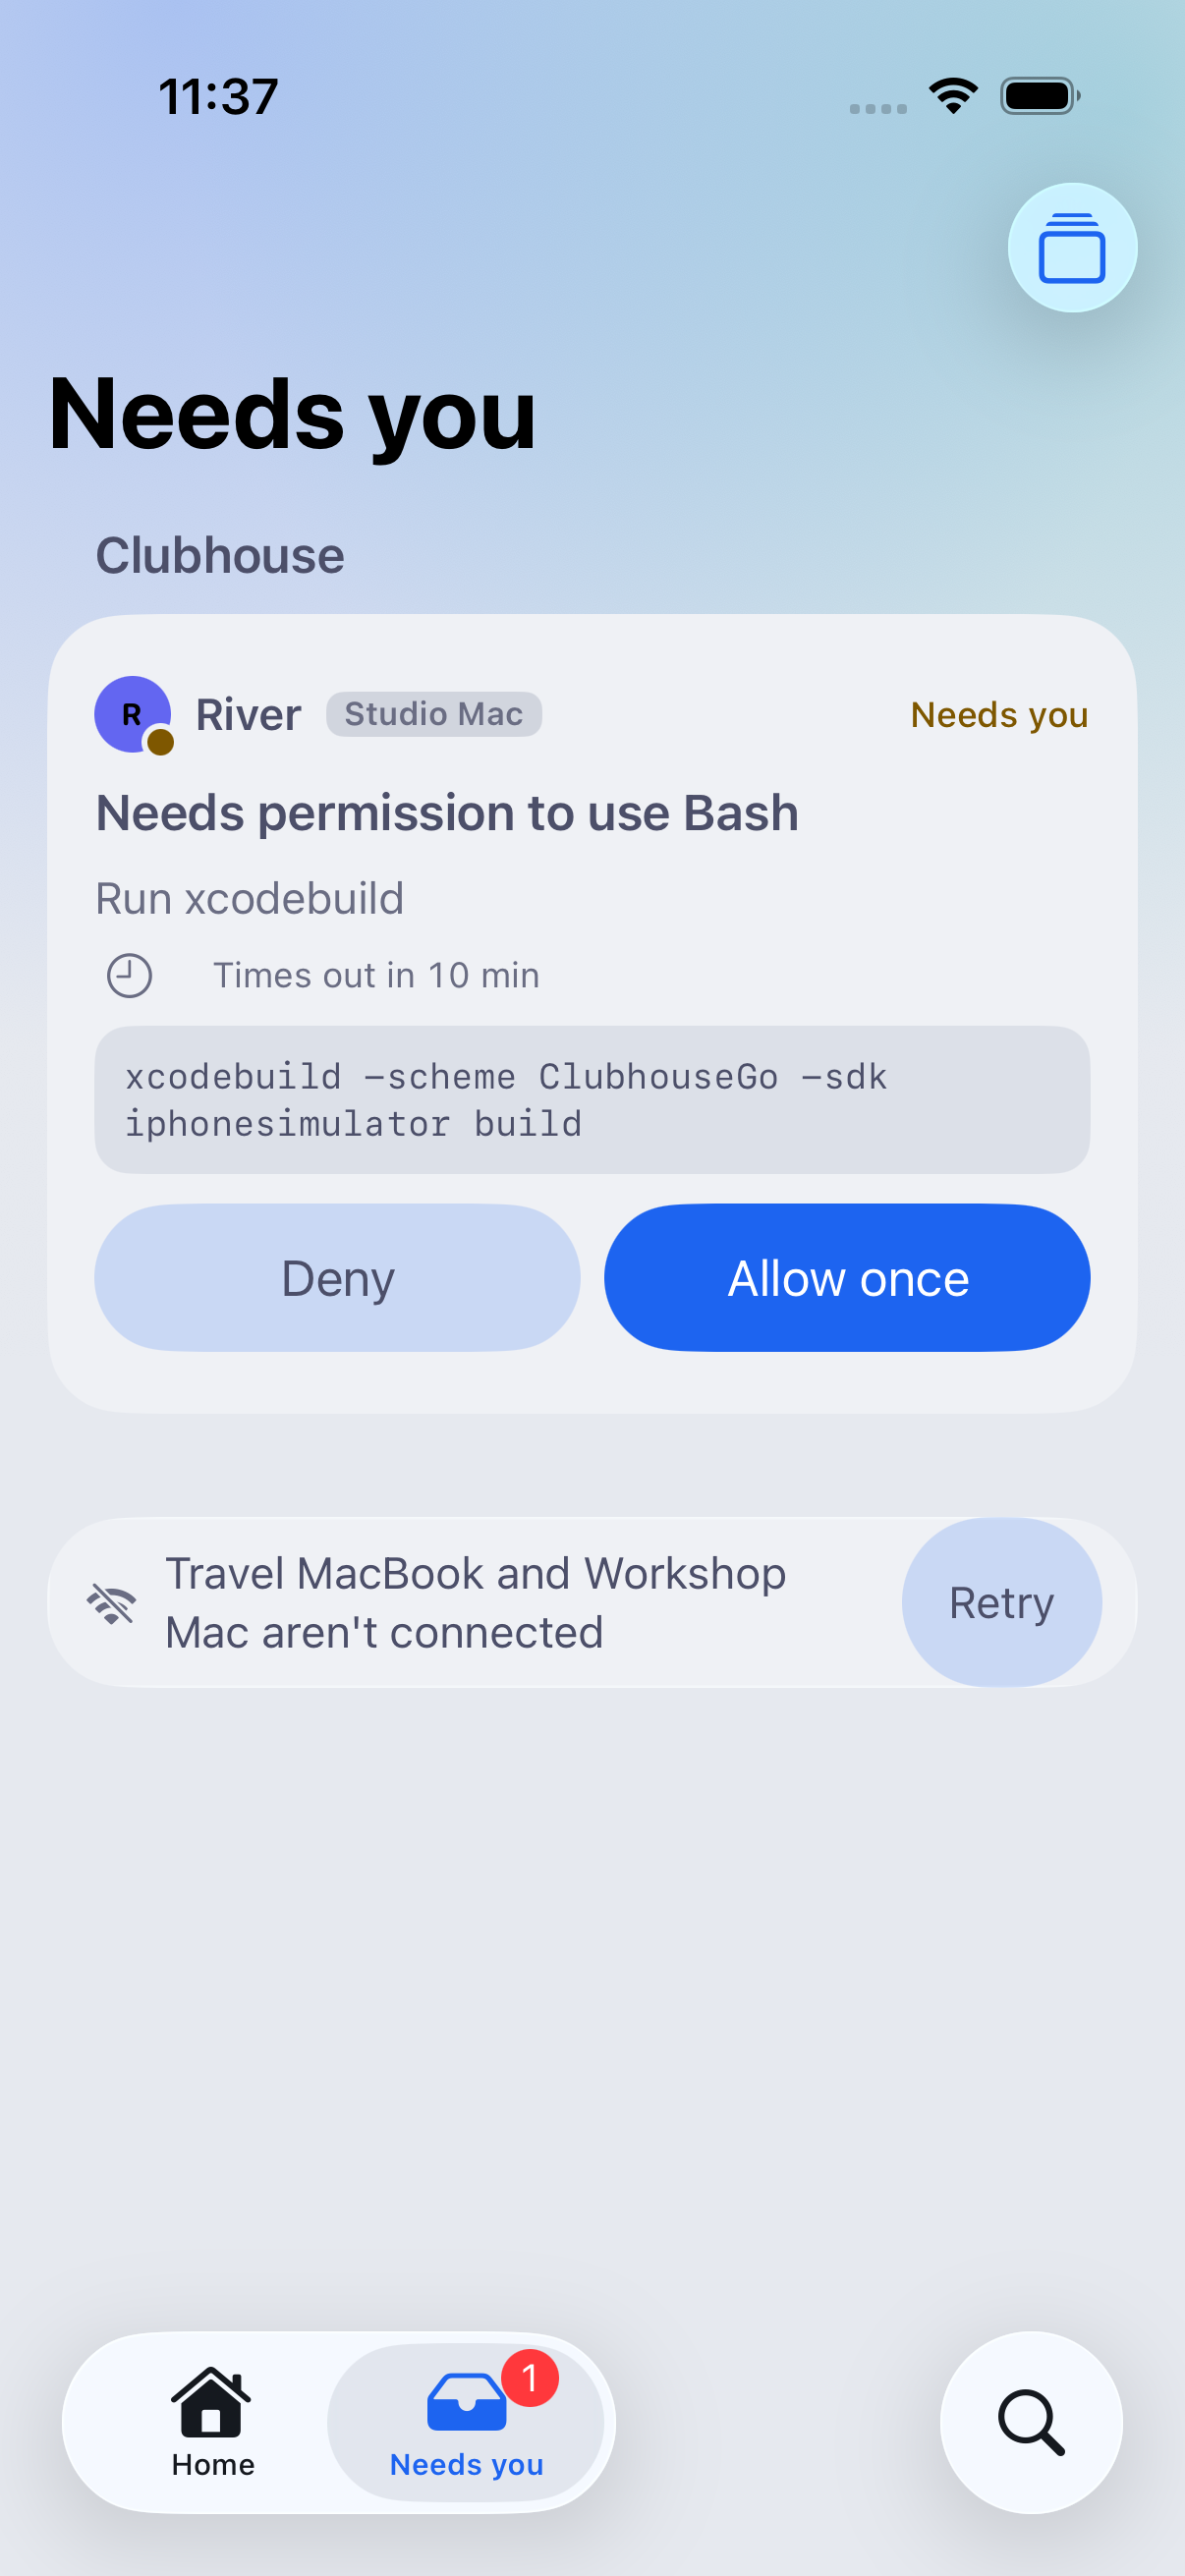 11:37
Needs you
Clubhouse
R River Studio Mac Needs you
Needs permission to use Bash
Run xcodebuild
Times out in 10 min
xcodebuild -scheme ClubhouseGo -sdk
iphonesimulator build
Deny Allow once
Travel MacBook and Workshop
Mac aren't connected
Retry
1
Home Needs you